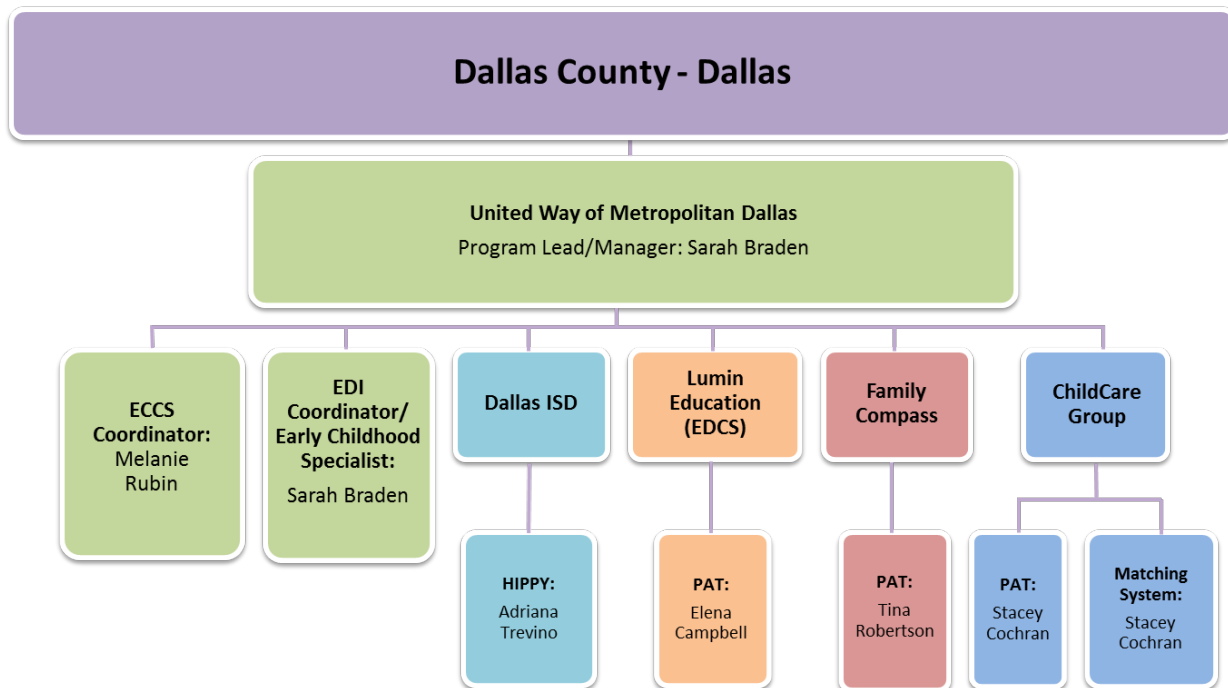 Dallas County - Dallas
United Way of Metropolitan Dallas
Program Lead/Manager: Sarah Braden
ECCS
Coordinator:
Melanie
Rubin
EDI
Coordinator/
Early Childhood
Specialist:
Sarah Braden
Dallas ISD
Lumin
Education
(EDCS)
Family
Compass
ChildCare
Group
HIPPY:
Adriana
Trevino
PAT:
Elena
Campbell
PAT:
Tina
Robertson
PAT:
Stacey
Cochran
Matching
System:
Stacey
Cochran